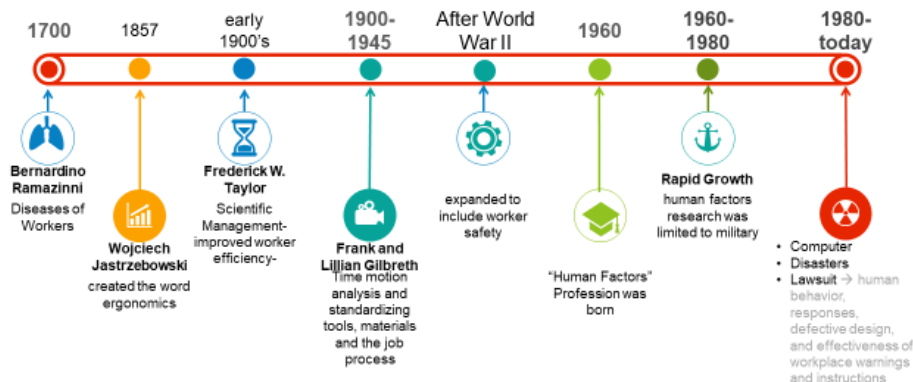 1700
Bernardino
Ramazinni
Diseases of
Workers
1857
Wojciech
Jastrzebowski
created the word
ergonomics
early
1900's
Frederick W.
Taylor
Scientific
Management-
improved worker
efficiency-
1900-
1945
Frank and
Lillian Gilbreth
Time motion
analysis and
standardizing
tools, materials
and the job
process
After World
War II
expanded to
include worker
safety
1960
"Human Factors"
Profession was
born
1960-
1980
Rapid Growth
human factors
research was
limited to military
1980-
today
• Computer
• Disasters
• Lawsuit → human
behavior,
responses,
defective design,
and effectiveness of
workplace warnings
and instructions